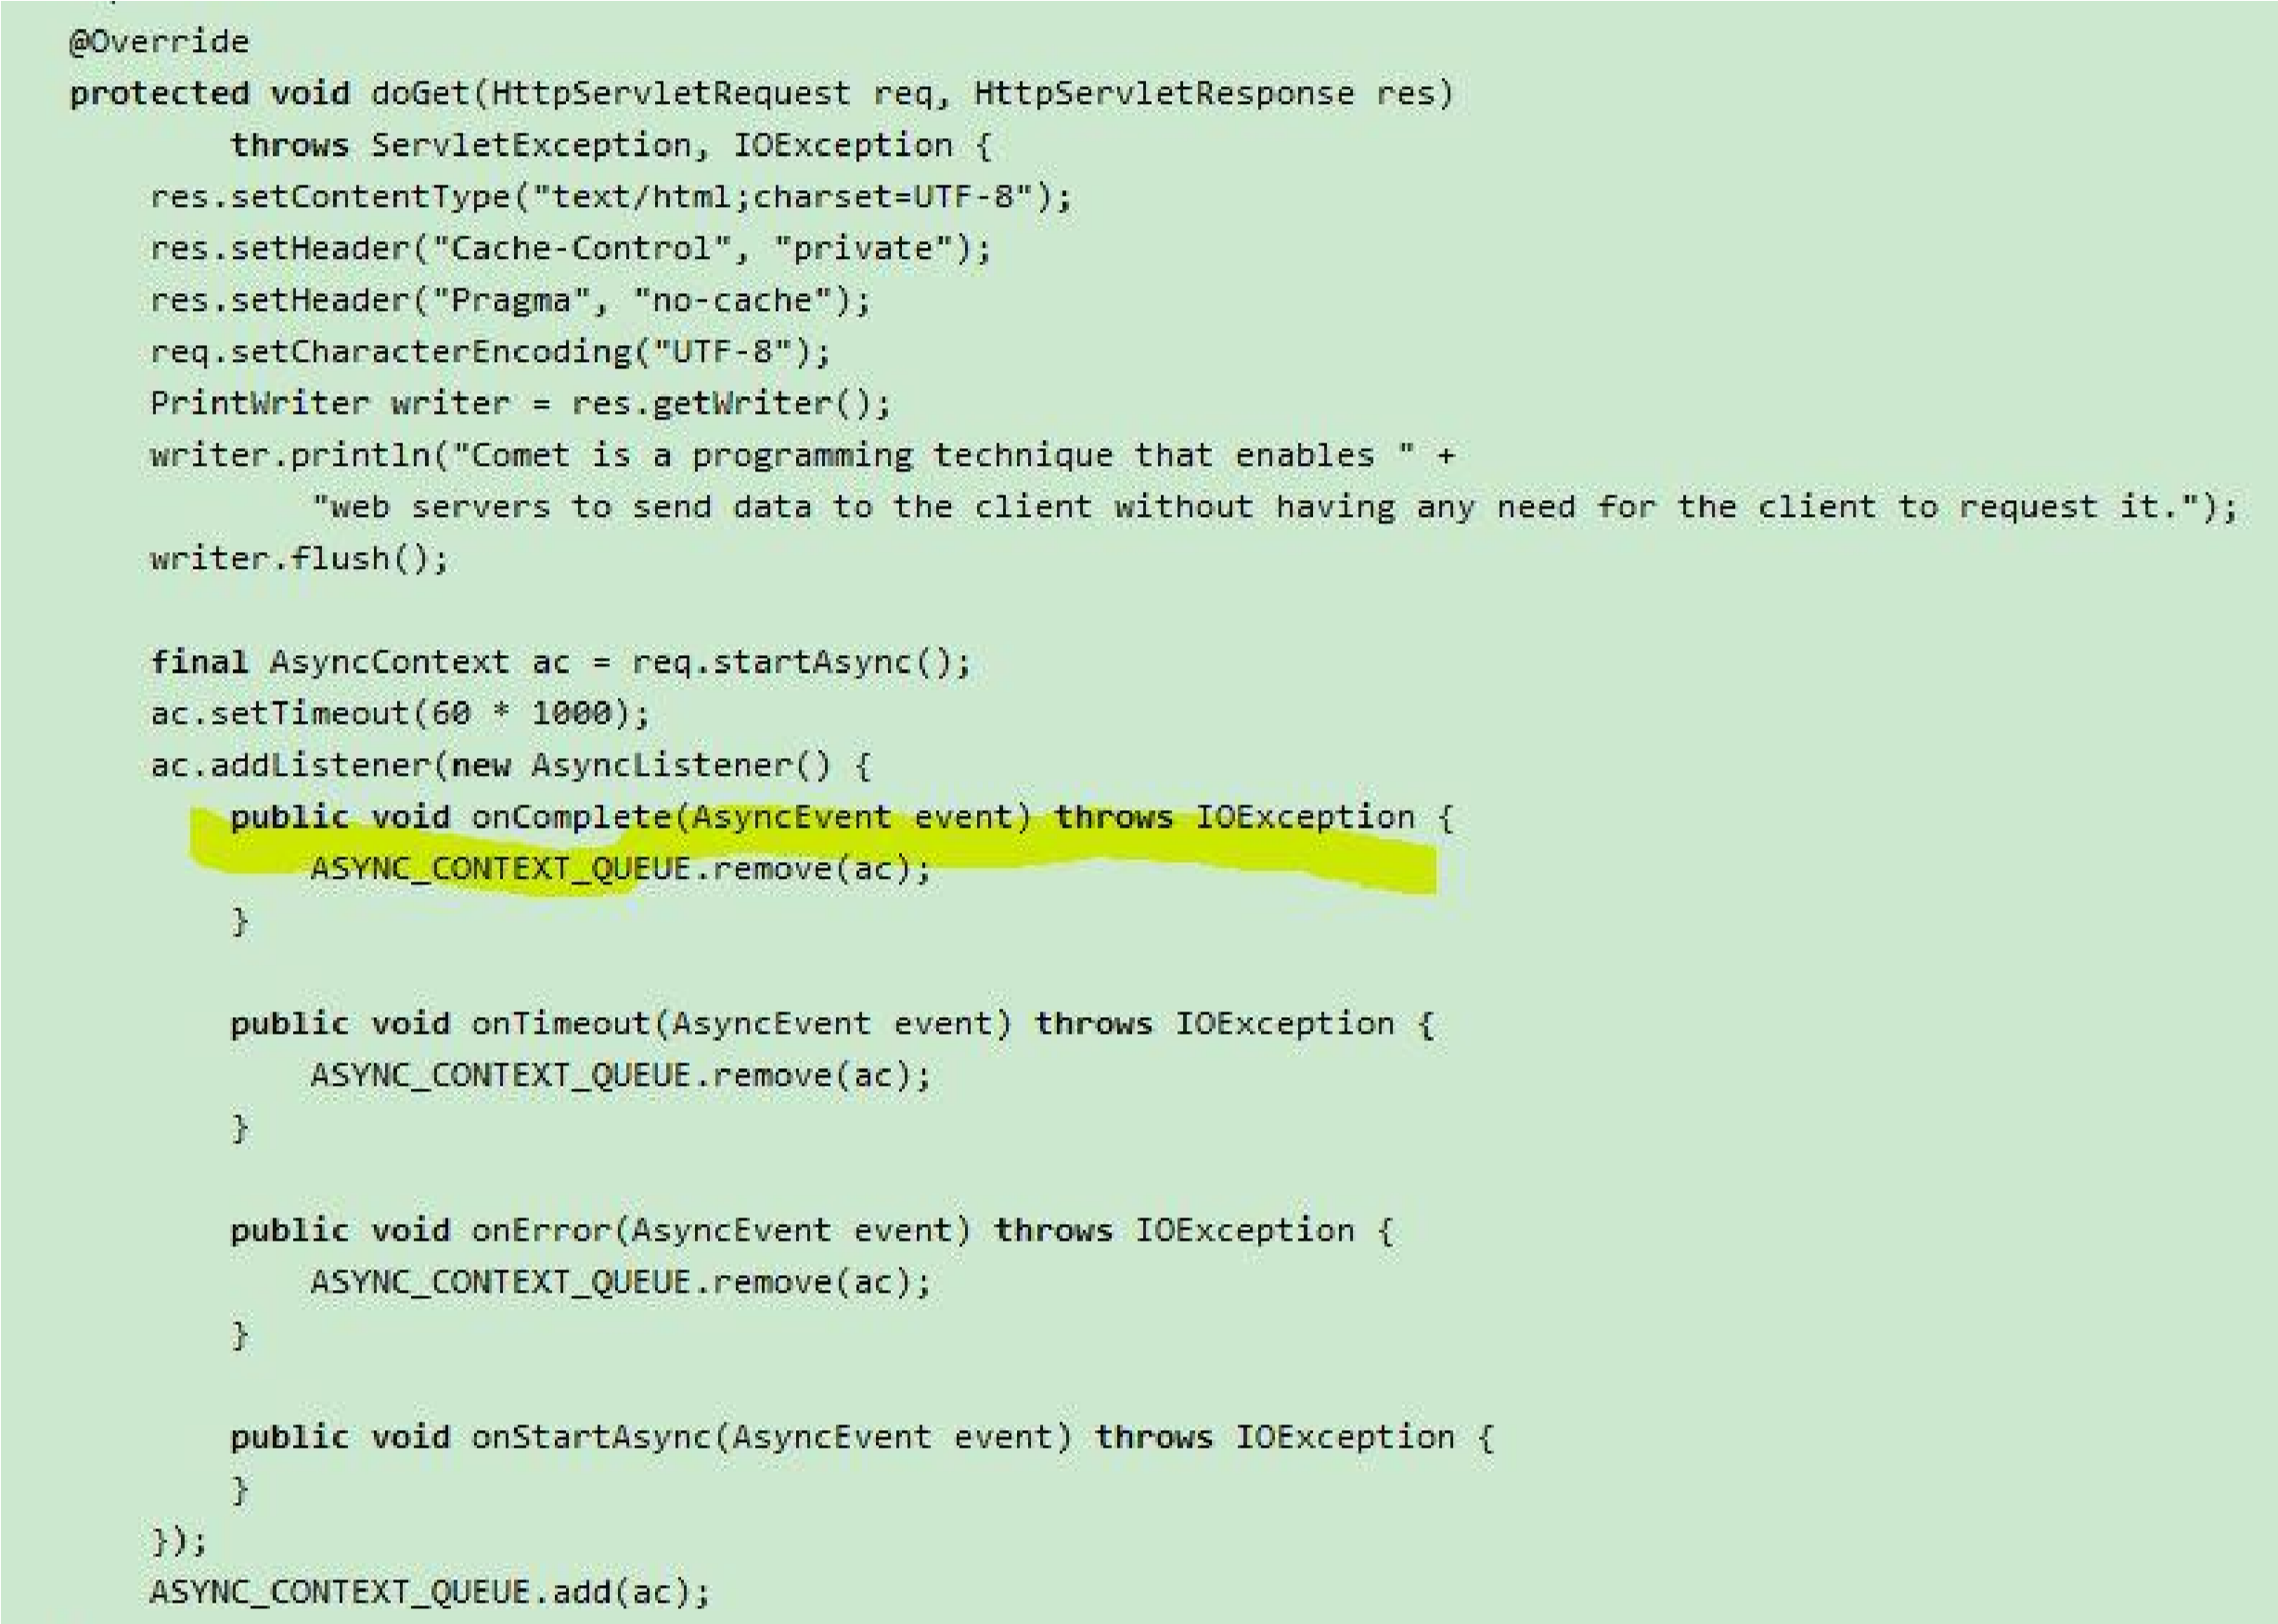 @Override
protected void doGet(HttpServletRequest req, HttpServletResponse res)
        throws ServletException, IOException {
    res.setContentType("text/html;charset=UTF-8");
    res.setHeader("Cache-Control", "private");
    res.setHeader("Pragma", "no-cache");
    req.setCharacterEncoding("UTF-8");
    PrintWriter writer = res.getWriter();
    writer.println("Comet is a programming technique that enables " +
            "web servers to send data to the client without having any need for the client to request it.");
    writer.flush();

    final AsyncContext ac = req.startAsync();
    ac.setTimeout(60 * 1000);
    ac.addListener(new AsyncListener() {
        public void onComplete(AsyncEvent event) throws IOException {
            ASYNC_CONTEXT_QUEUE.remove(ac);
        }

        public void onTimeout(AsyncEvent event) throws IOException {
            ASYNC_CONTEXT_QUEUE.remove(ac);
        }

        public void onError(AsyncEvent event) throws IOException {
            ASYNC_CONTEXT_QUEUE.remove(ac);
        }

        public void onStartAsync(AsyncEvent event) throws IOException {
        }
    });
    ASYNC_CONTEXT_QUEUE.add(ac);